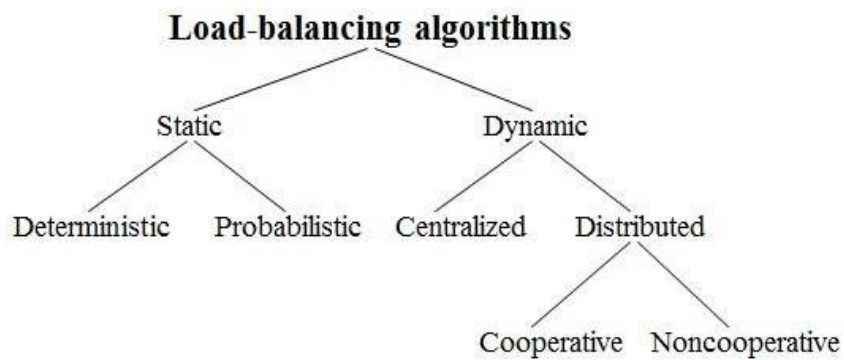 Load-balancing algorithms
Static Dynamic
Deterministic Probabilistic Centralized Distributed
Cooperative Noncooperative